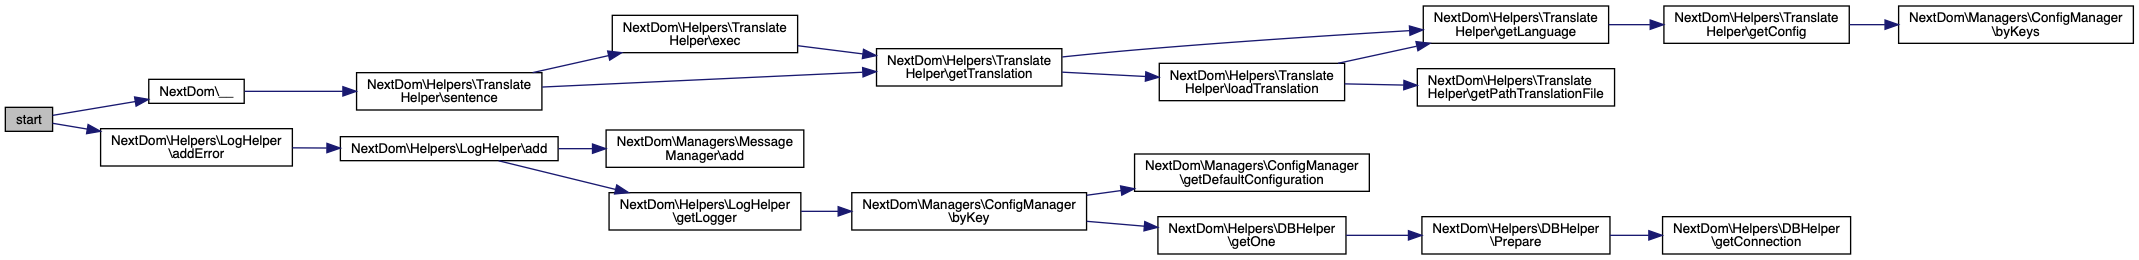 start
NextDom\__
NextDom\Helpers\LogHelper
\addError
NextDom\Helpers\Translate
Helper\sentence
NextDom\Helpers\LogHelper\add
NextDom\Helpers\Translate
Helper\exec
NextDom\Managers\Message
Manager\add
NextDom\Helpers\LogHelper
\getLogger
NextDom\Helpers\Translate
Helper\getTranslation
NextDom\Managers\ConfigManager
\byKey
NextDom\Helpers\Translate
Helper\loadTranslation
NextDom\Managers\ConfigManager
\getDefaultConfiguration
NextDom\Helpers\DBHelper
\getOne
NextDom\Helpers\Translate
Helper\getLanguage
NextDom\Helpers\Translate
Helper\getPathTranslationFile
NextDom\Helpers\DBHelper
\Prepare
NextDom\Helpers\Translate
Helper\getConfig
NextDom\Helpers\DBHelper
\getConnection
NextDom\Managers\ConfigManager
\byKeys